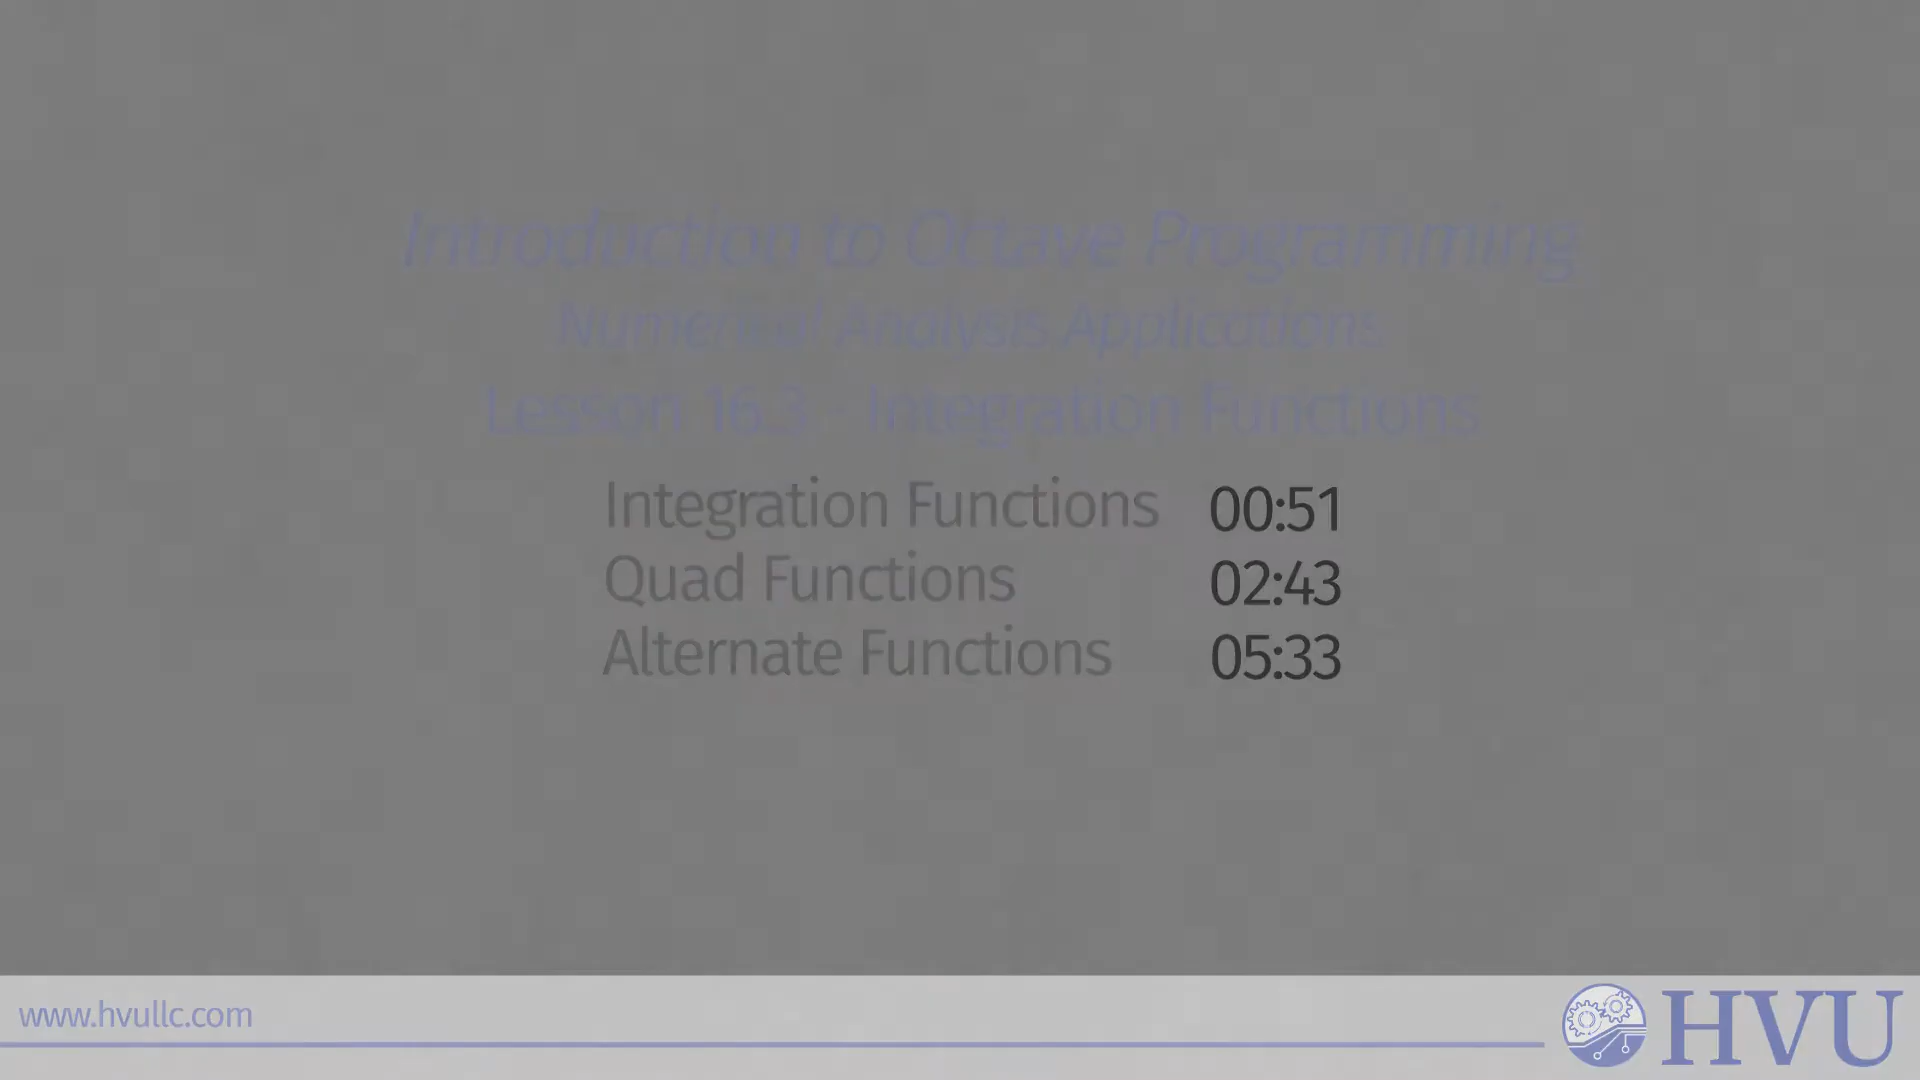 Introduction to Octave Programming
Numerical Analysis Applications
Lesson 16.3 - Integration Functions
Integration Functions 00:51
Quad Functions 02:43
Alternate Functions 05:33
www.hvullc.com
HVU